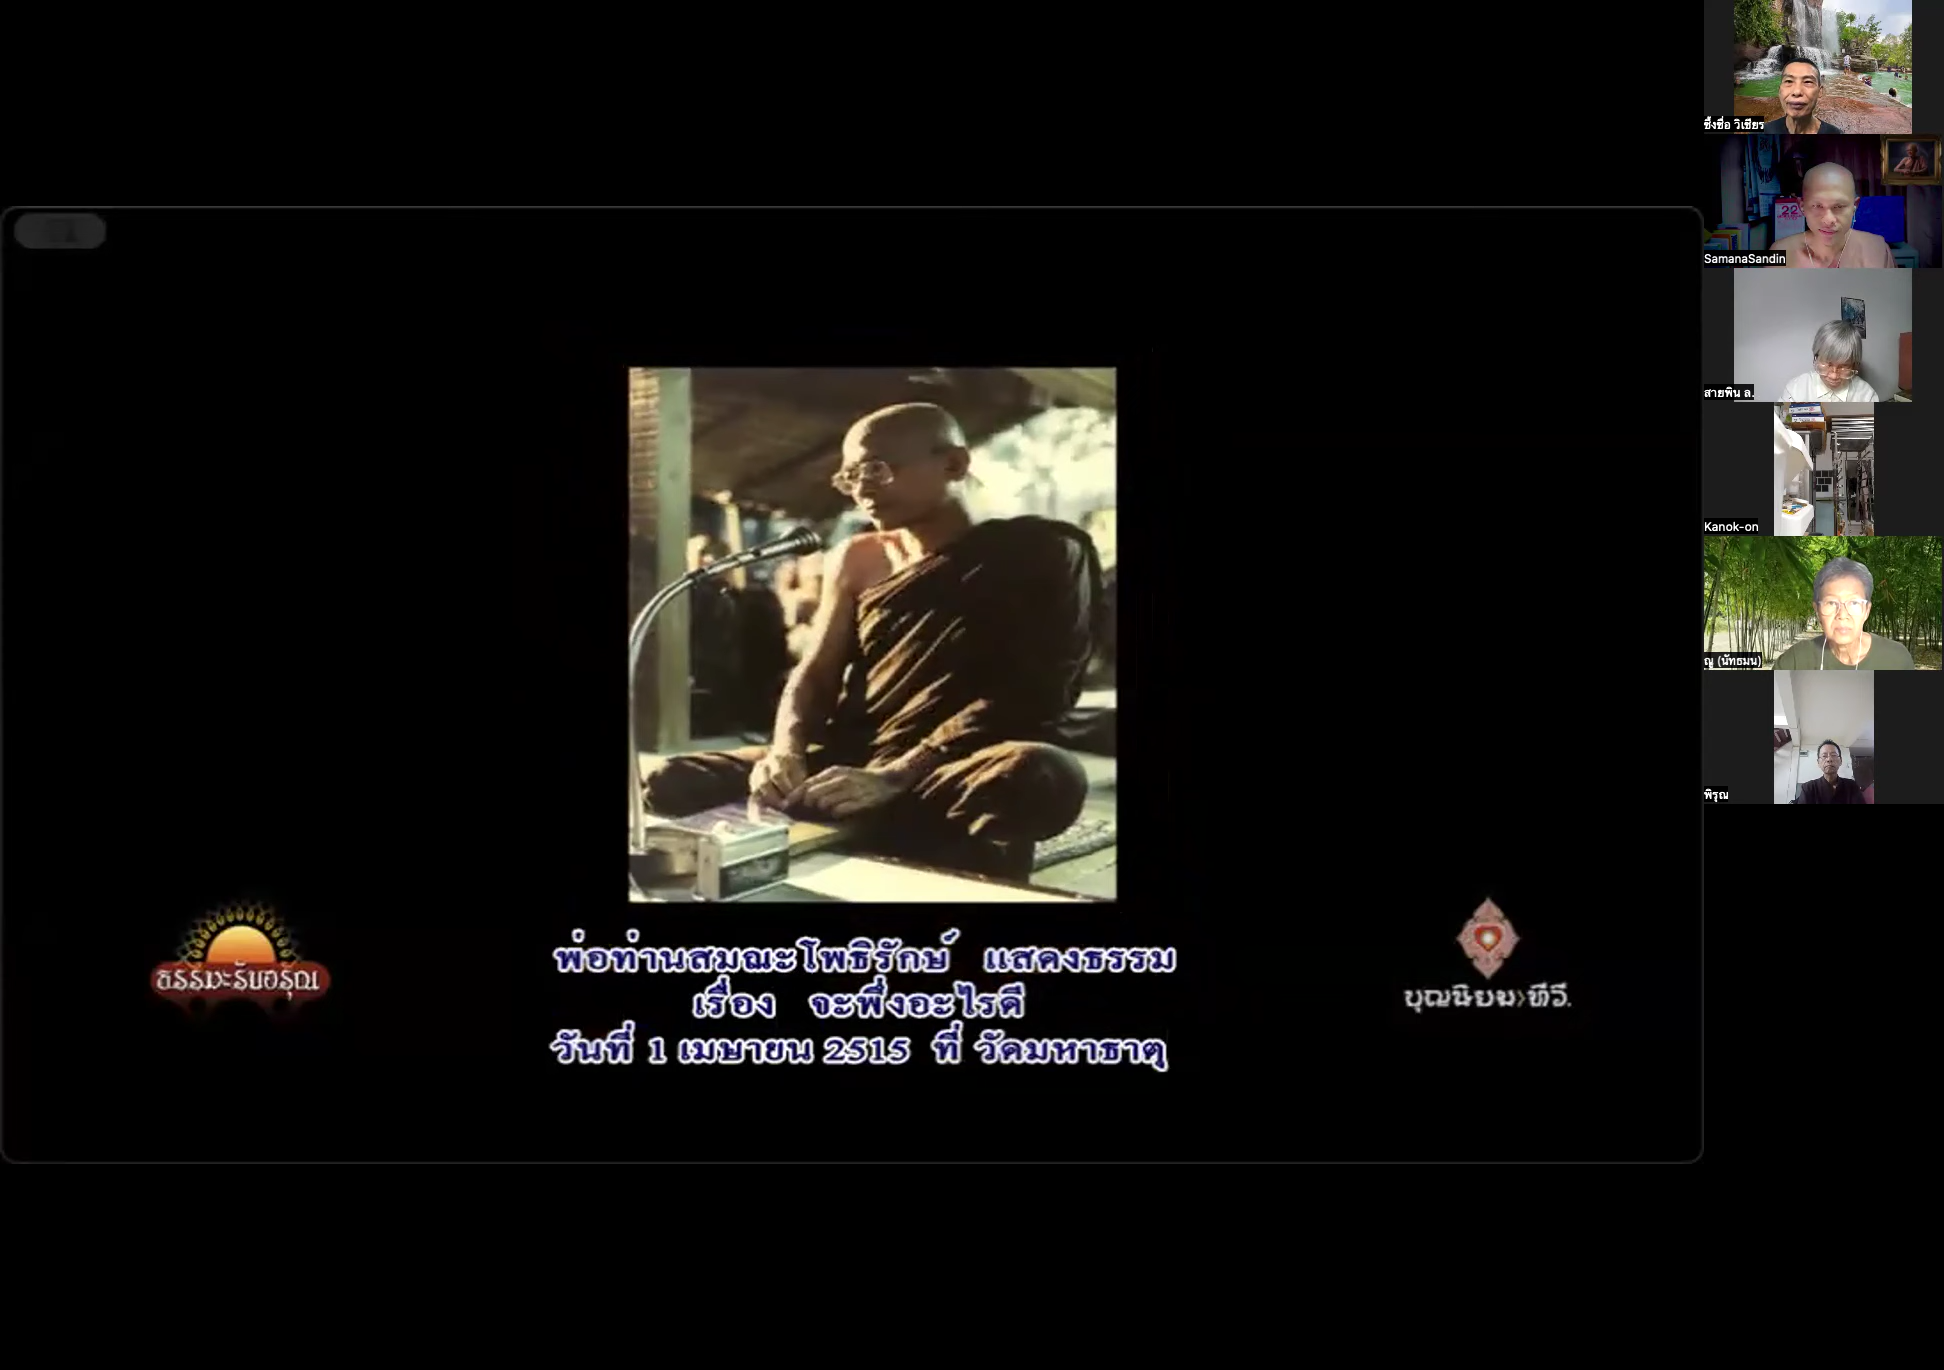 ธรรมะรับอรุณ
พ่อท่านสมณะโพธิรักษ์ แสดงธรรม
เรื่อง จะพึ่งอะไรดี
วันที่ 1 เมษายน 2515 ที่ วัดมหาธาตุ
บุญนิยม ทีวี.
ซึ้งซื่อ วิเชียร
22
SamanaSandin
สายพิน ล.
Kanok-on
ณู (นัทธมน)
พิรุณ